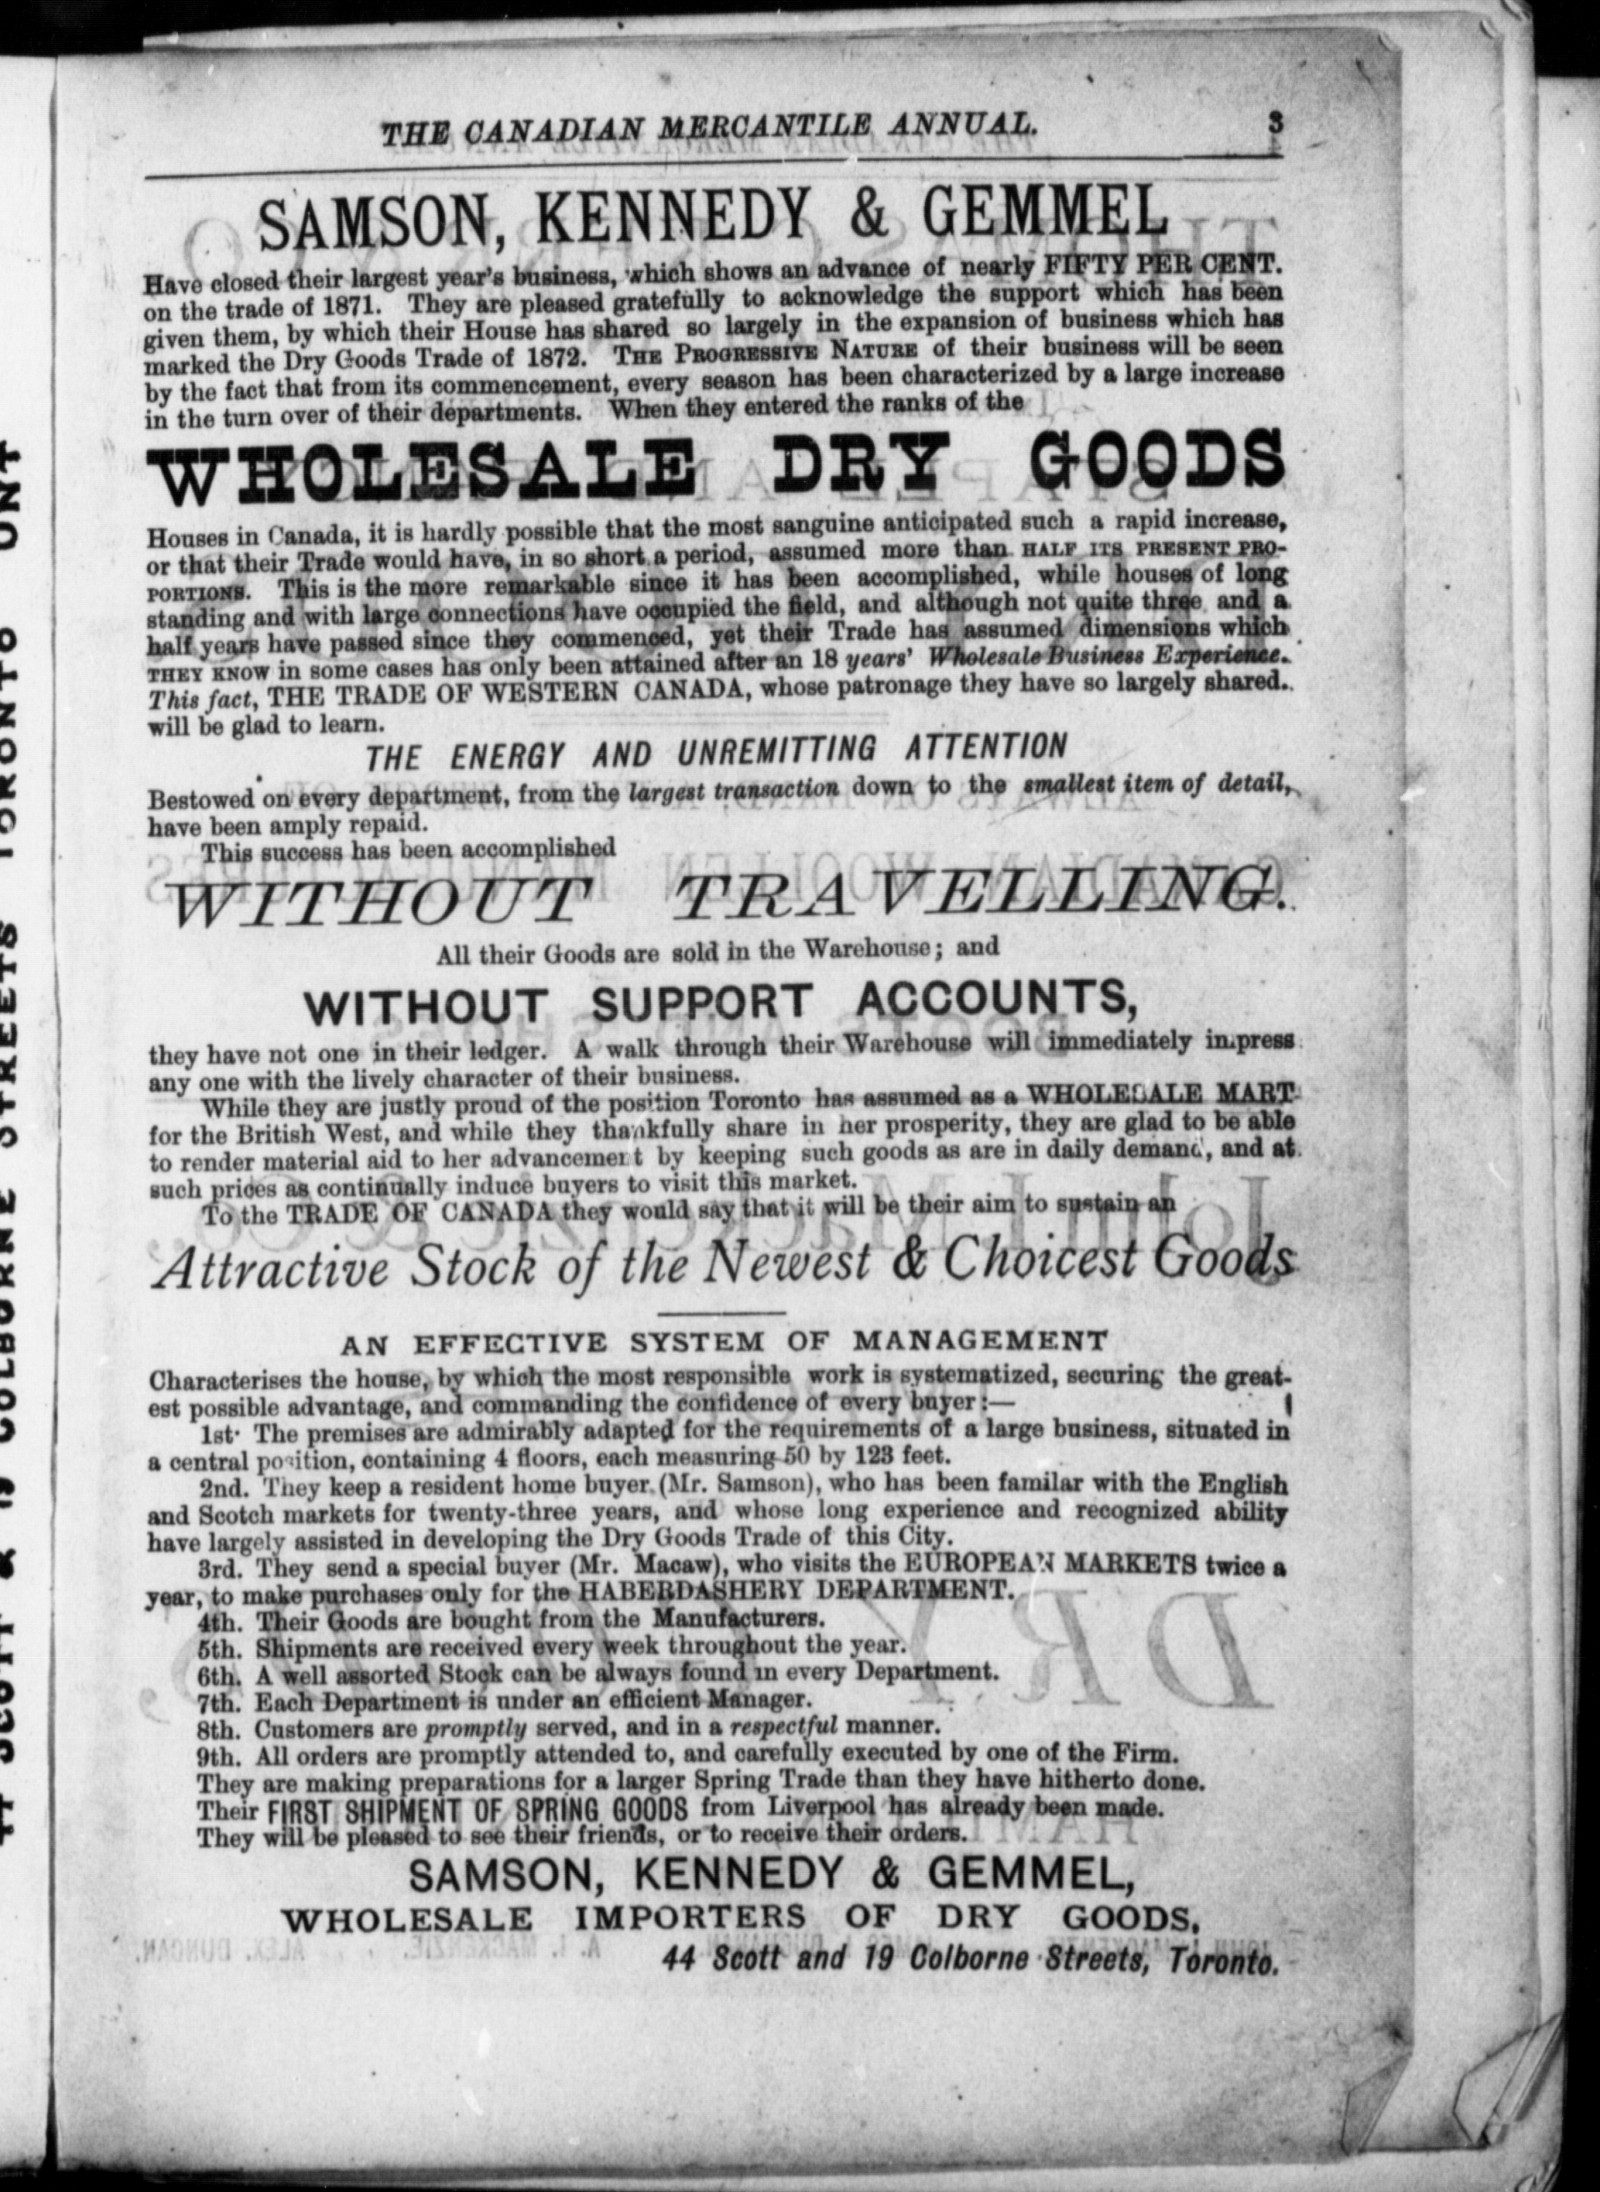 THE CANADIAN MERCANTILE ANNUAL. 3
SAMSON, KENNEDY & GEMMEL
Have closed their largest year's business, which shows an advance of nearly FIFTY PER CENT.
on the trade of 1871. They are pleased gratefully to acknowledge the support which has been
given them, by which their House has shared so largely in the expansion of business which has
marked the Dry Goods Trade of 1872. THE PROGRESSIVE NATURE of their business will be seen
by the fact that from its commencement, every season has been characterized by a large increase
in the turn over of their departments. When they entered the ranks of the
WHOLESALE DRY GOODS
Houses in Canada, it is hardly possible that the most sanguine anticipated such a rapid increase,
or that their Trade would have, in so short a period, assumed more than HALF ITS PRESENT PRO-
PORTIONS. This is the more remarkable since it has been accomplished, while houses of long
standing and with large connections have occupied the field, and although not quite three and a
half years have passed since they commenced, yet their Trade has assumed dimensions which
THEY KNOW in some cases has only been attained after an 18 years' Wholesale Business Experience.
This fact, THE TRADE OF WESTERN CANADA, whose patronage they have so largely shared.
will be glad to learn.
THE ENERGY AND UNREMITTING ATTENTION
Bestowed on every department, from the largest transaction down to the smallest item of detail,
have been amply repaid.
This success has been accomplished
WITHOUT TRAVELLING.
All their Goods are sold in the Warehouse; and
WITHOUT SUPPORT ACCOUNTS,
they have not one in their ledger. A walk through their Warehouse will immediately impress
any one with the lively character of their business.
While they are justly proud of the position Toronto has assumed as a WHOLESALE MART
for the British West, and while they thankfully share in her prosperity, they are glad to be able
to render material aid to her advancement by keeping such goods as are in daily demand, and at
such prices as continually induce buyers to visit this market.
To the TRADE OF CANADA they would say that it will be their aim to sustain an
Attractive Stock of the Newest & Choicest Goods
AN EFFECTIVE SYSTEM OF MANAGEMENT
Characterises the house, by which the most responsible work is systematized, securing the great-
est possible advantage, and commanding the confidence of every buyer:—
1st· The premises are admirably adapted for the requirements of a large business, situated in
a central position, containing 4 floors, each measuring 50 by 123 feet.
2nd. They keep a resident home buyer (Mr. Samson), who has been familar with the English
and Scotch markets for twenty-three years, and whose long experience and recognized ability
have largely assisted in developing the Dry Goods Trade of this City.
3rd. They send a special buyer (Mr. Macaw), who visits the EUROPEAN MARKETS twice a
year, to make purchases only for the HABERDASHERY DEPARTMENT.
4th. Their Goods are bought from the Manufacturers.
5th. Shipments are received every week throughout the year.
6th. A well assorted Stock can be always found in every Department.
7th. Each Department is under an efficient Manager.
8th. Customers are promptly served, and in a respectful manner.
9th. All orders are promptly attended to, and carefully executed by one of the Firm.
They are making preparations for a larger Spring Trade than they have hitherto done.
Their FIRST SHIPMENT OF SPRING GOODS from Liverpool has already been made.
They will be pleased to see their friends, or to receive their orders.
SAMSON, KENNEDY & GEMMEL,
WHOLESALE IMPORTERS OF DRY GOODS,
44 Scott and 19 Colborne Streets, Toronto.
44 SCOTT & 19 COLBORNE STREETS TORONTO ONT